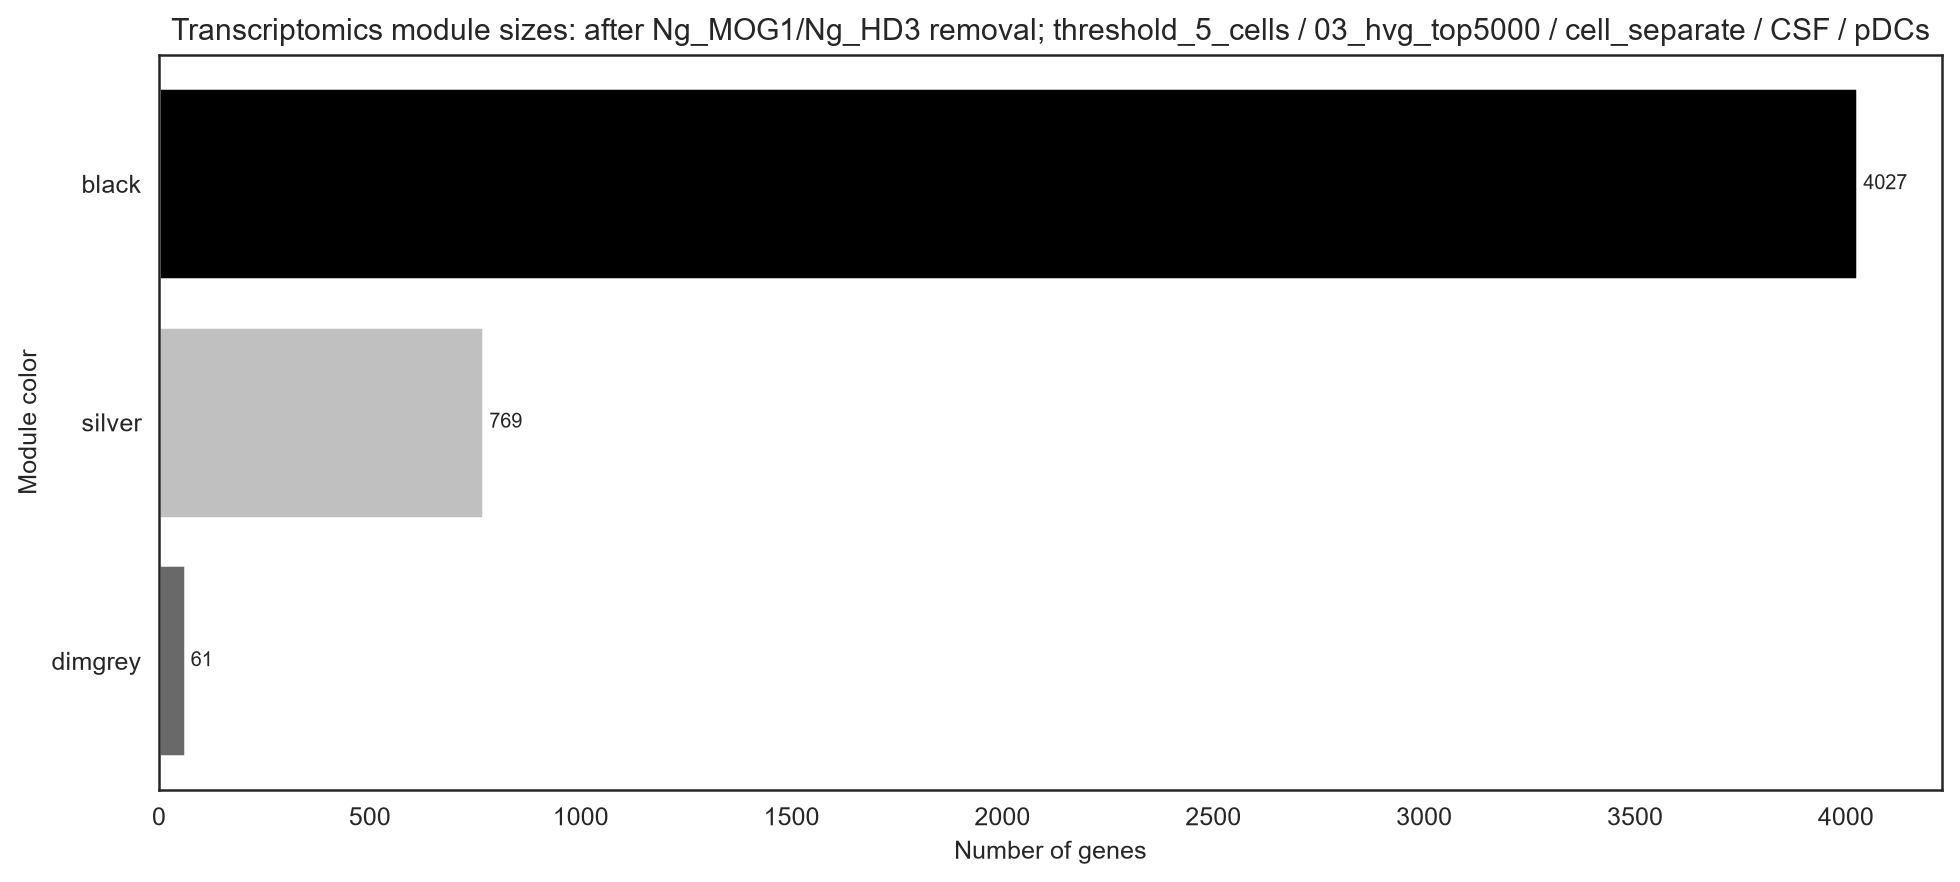 Transcriptomics module sizes: after Ng_MOG1/Ng_HD3 removal; threshold_5_cells / 03_hvg_top5000 / cell_separate / CSF / pDCs
Module color
black
4027
silver
769
dimgrey
61
0 500 1000 1500 2000 2500 3000 3500 4000
Number of genes